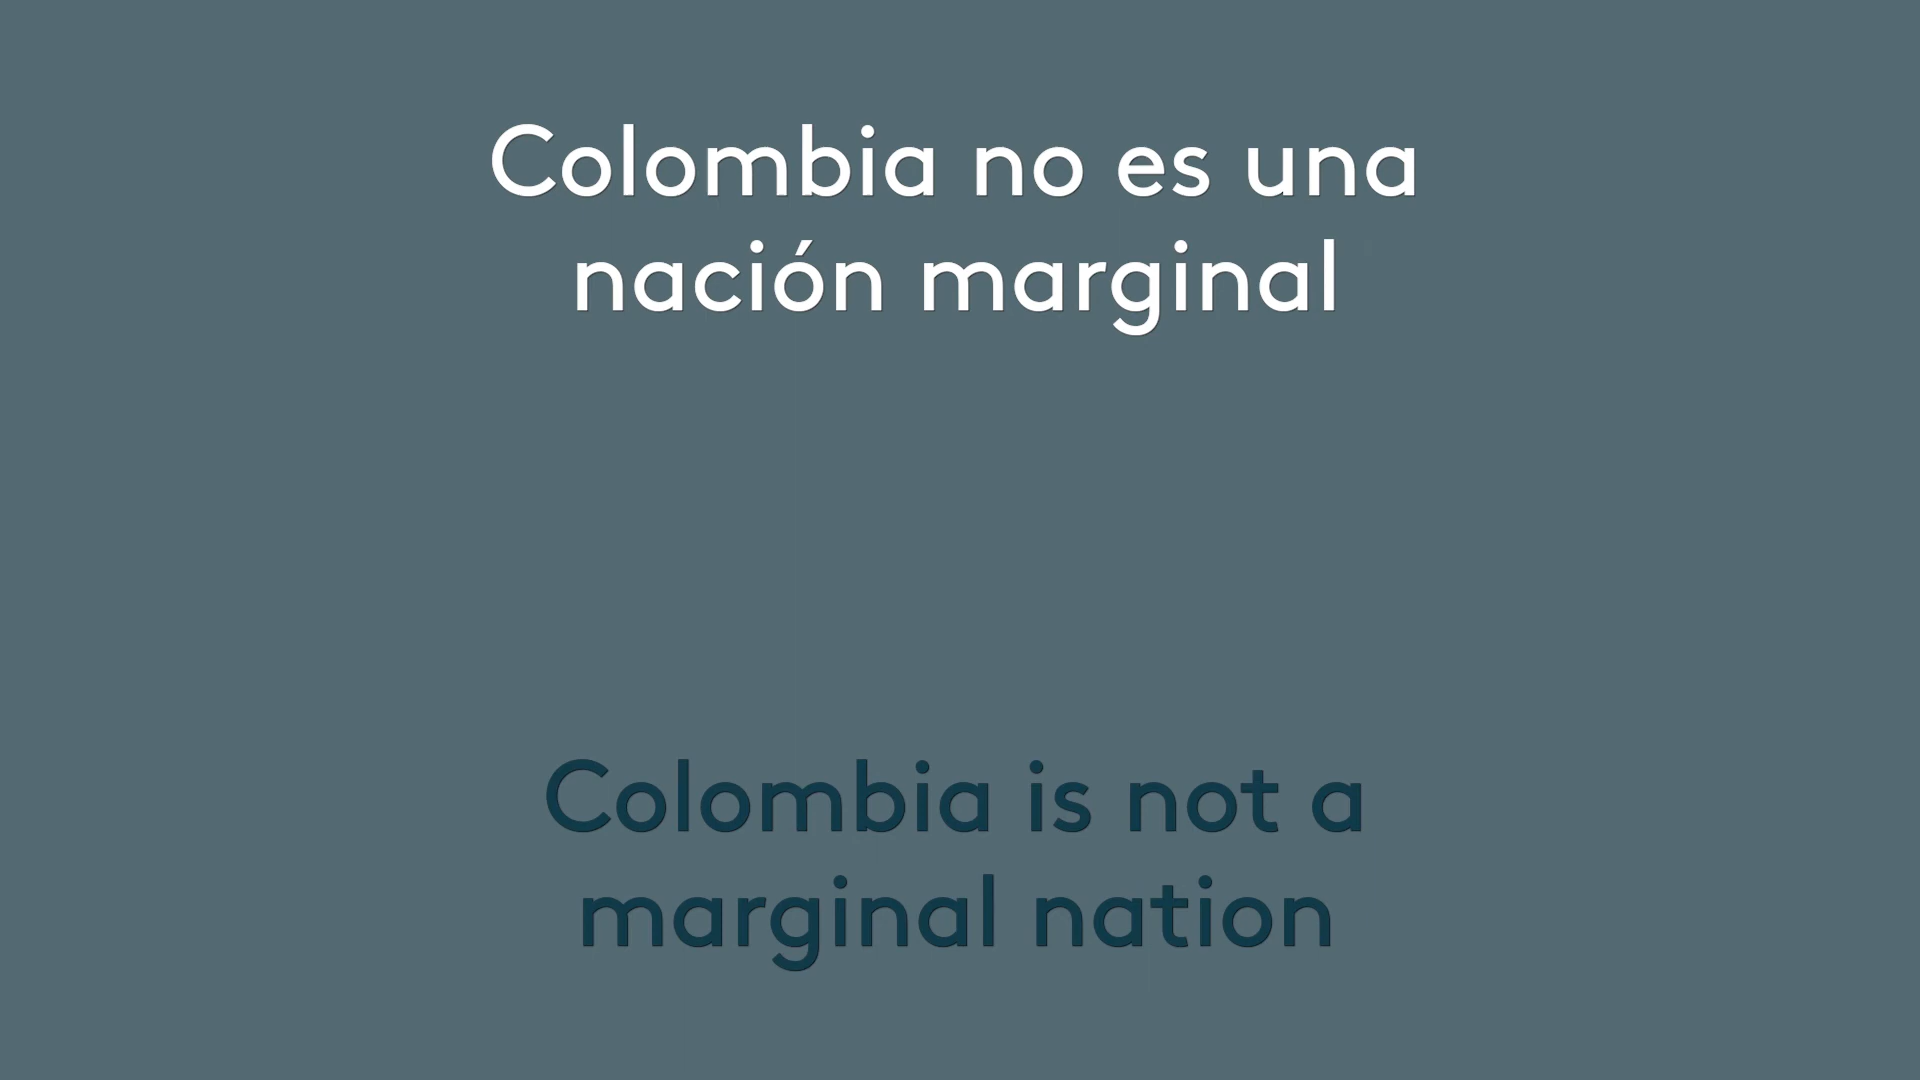 Colombia no es una
nación marginal
Colombia is not a
marginal nation